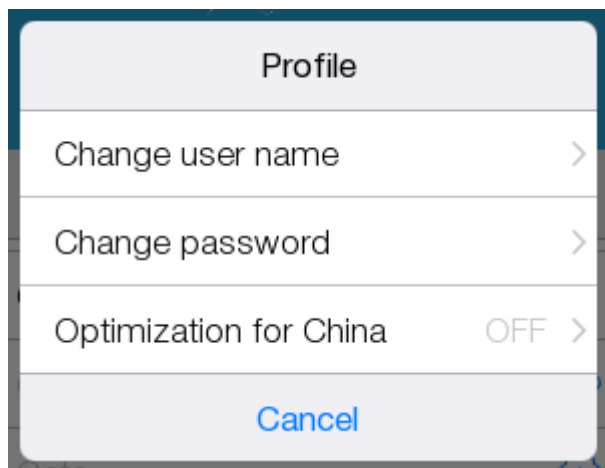 Profile
Change user name
Change password
Optimization for China OFF
Cancel